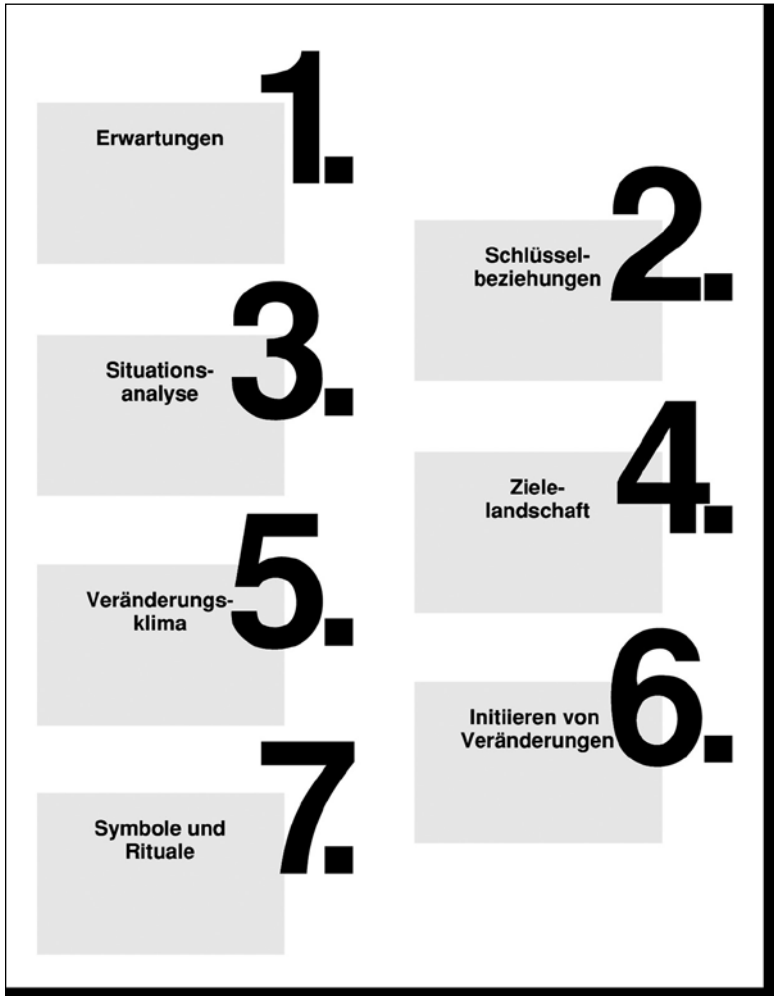 1.
Erwartungen
2.
Schlüssel-
beziehungen
3.
Situations-
analyse
4.
Ziele-
landschaft
5.
Veränderungs-
klima
6.
Initiieren von
Veränderungen
7.
Symbole und
Rituale